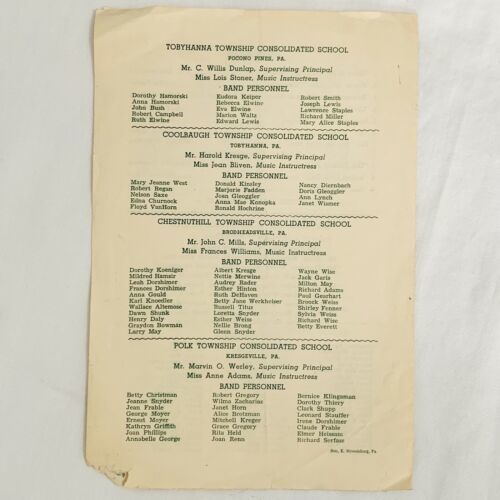 TOBYHANNA TOWNSHIP CONSOLIDATED SCHOOL
POCONO PINES, PA.
Mr. C. Willis Dunlap, Supervising Principal
Miss Lois Stoner, Music Instructress
BAND PERSONNEL
Dorothy Hamorski Eudora Keiper Robert Smith
Anna Hamorski Rebecca Elwine Joseph Lewis
John Bush Eva Elwine Lawrence Staples
Robert Campbell Marion Waltz Richard Miller
Ruth Elwine Edward Lewis Mary Alice Staples
COOLBAUGH TOWNSHIP CONSOLIDATED SCHOOL
TOBYHANNA, PA.
Mr. Harold Kresge, Supervising Principal
Miss Jean Bliven, Music Instructress
BAND PERSONNEL
Mary Jeanne West Donald Kinsley Nancy Diernbach
Robert Regan Marjorie Fadden Doris Gleoggler
Nelson Saxe Joan Gleoggler Ann Lynch
Edna Churnock Anna Mae Konopka Janet Wismer
Floyd VanHorn Ronald Hochrine
CHESTNUTHILL TOWNSHIP CONSOLIDATED SCHOOL
BRODHEADSVILLE, PA.
Mr. John C. Mills, Supervising Principal
Miss Frances Williams, Music Instructress
BAND PERSONNEL
Dorothy Koeniger Albert Kresge Wayne Wise
Mildred Hamsir Nettie Merwine Jack Garis
Leah Dorshimer Audrey Rader Milton May
Frances Dorshimer Esther Hinton Richard Adams
Anna Gould Ruth DeHaven Paul Gearhart
Karl Knoedler Betty Jane Werkheiser Broock Weiss
Wallace Altemose Russell Titus Shirley Fenner
Dawn Shunk Loretta Snyder Sylvia Weiss
Henry Daly Esther Weiss Richard Wise
Graydon Bowman Nellie Brong Betty Everett
Larry May Glenn Snyder
POLK TOWNSHIP CONSOLIDATED SCHOOL
KRESGEVILLE, PA.
Mr. Marvin O. Werley, Supervising Principal
Miss Anne Adams, Music Instructress
BAND PERSONNEL
Betty Christman Robert Gregory Bernice Klingaman
Jeanne Snyder Wilma Zacharias Dorothy Thiery
Jean Frable Janet Horn Clark Shupp
George Moyer Alice Brotzman Leonard Stauffer
Ernest Moyer Mitchell Kreger Irene Dorshimer
Kathryn Griffith Grace Gregory Claude Frable
Joan Phillips Rita Held Elmer Heissam
Annabelle George Joan Renn Richard Serfass
E. Stroudsburg, Pa.